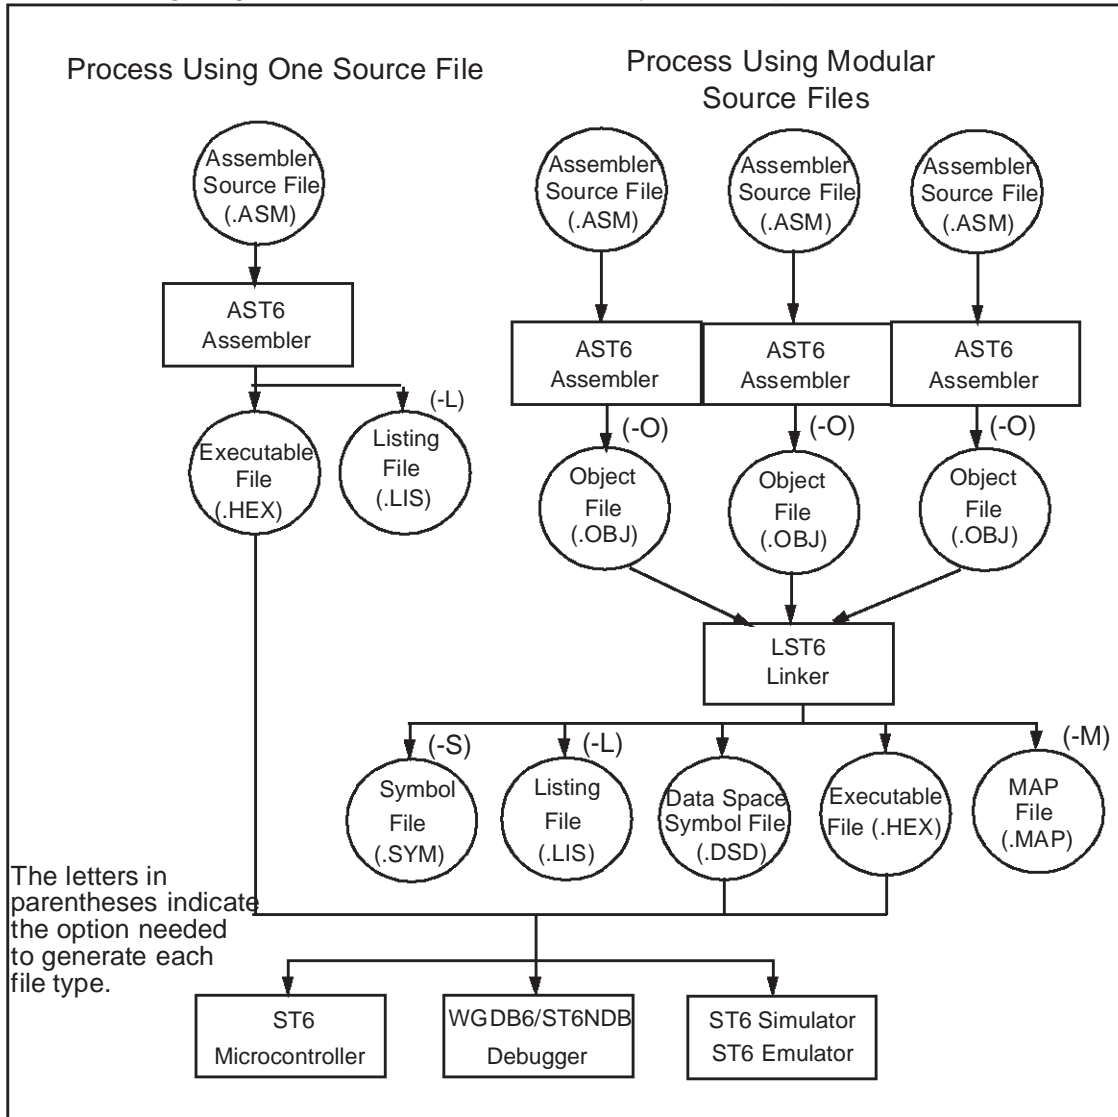 Process Using One Source File
Process Using Modular
Source Files
Assembler
Source File
(.ASM)
Assembler
Source File
(.ASM)
Assembler
Source File
(.ASM)
Assembler
Source File
(.ASM)
AST6
Assembler
AST6
Assembler
AST6
Assembler
AST6
Assembler
(-L)
Executable
File
(.HEX)
Listing
File
(.LIS)
(-O)
(-O)
(-O)
Object
File
(.OBJ)
Object
File
(.OBJ)
Object
File
(.OBJ)
LST6
Linker
(-S)
(-L)
(-M)
Symbol
File
(.SYM)
Listing
File
(.LIS)
Data Space
Symbol File
(.DSD)
Executable
File (.HEX)
MAP
File
(.MAP)
The letters in
parentheses indicate
the option needed
to generate each
file type.
ST6
Microcontroller
WGDB6/ST6NDB
Debugger
ST6 Simulator
ST6 Emulator